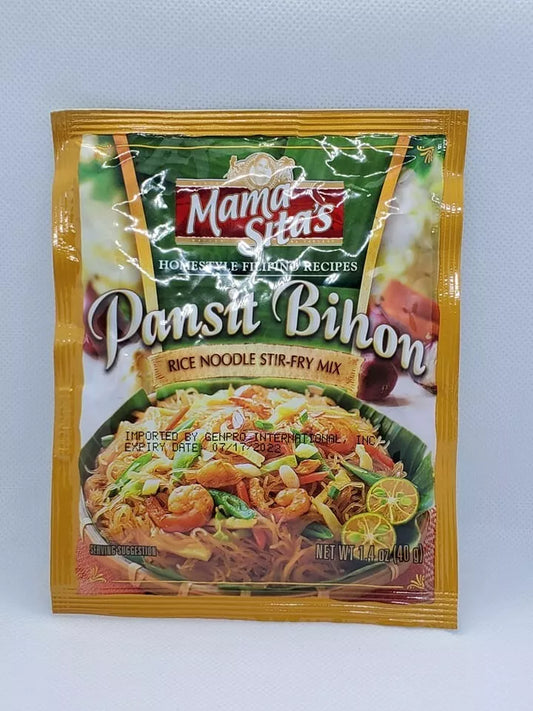 Mama
Sita's
HOMESTYLE FILIPINO RECIPES
Pansit Bihon
RICE NOODLE STIR-FRY MIX
IMPORTED BY GENPRO INTERNATIONAL, INC
EXPIRY DATE: 07/17/2022
SERVING SUGGESTION
NET WT 1.4 oz (40 g)